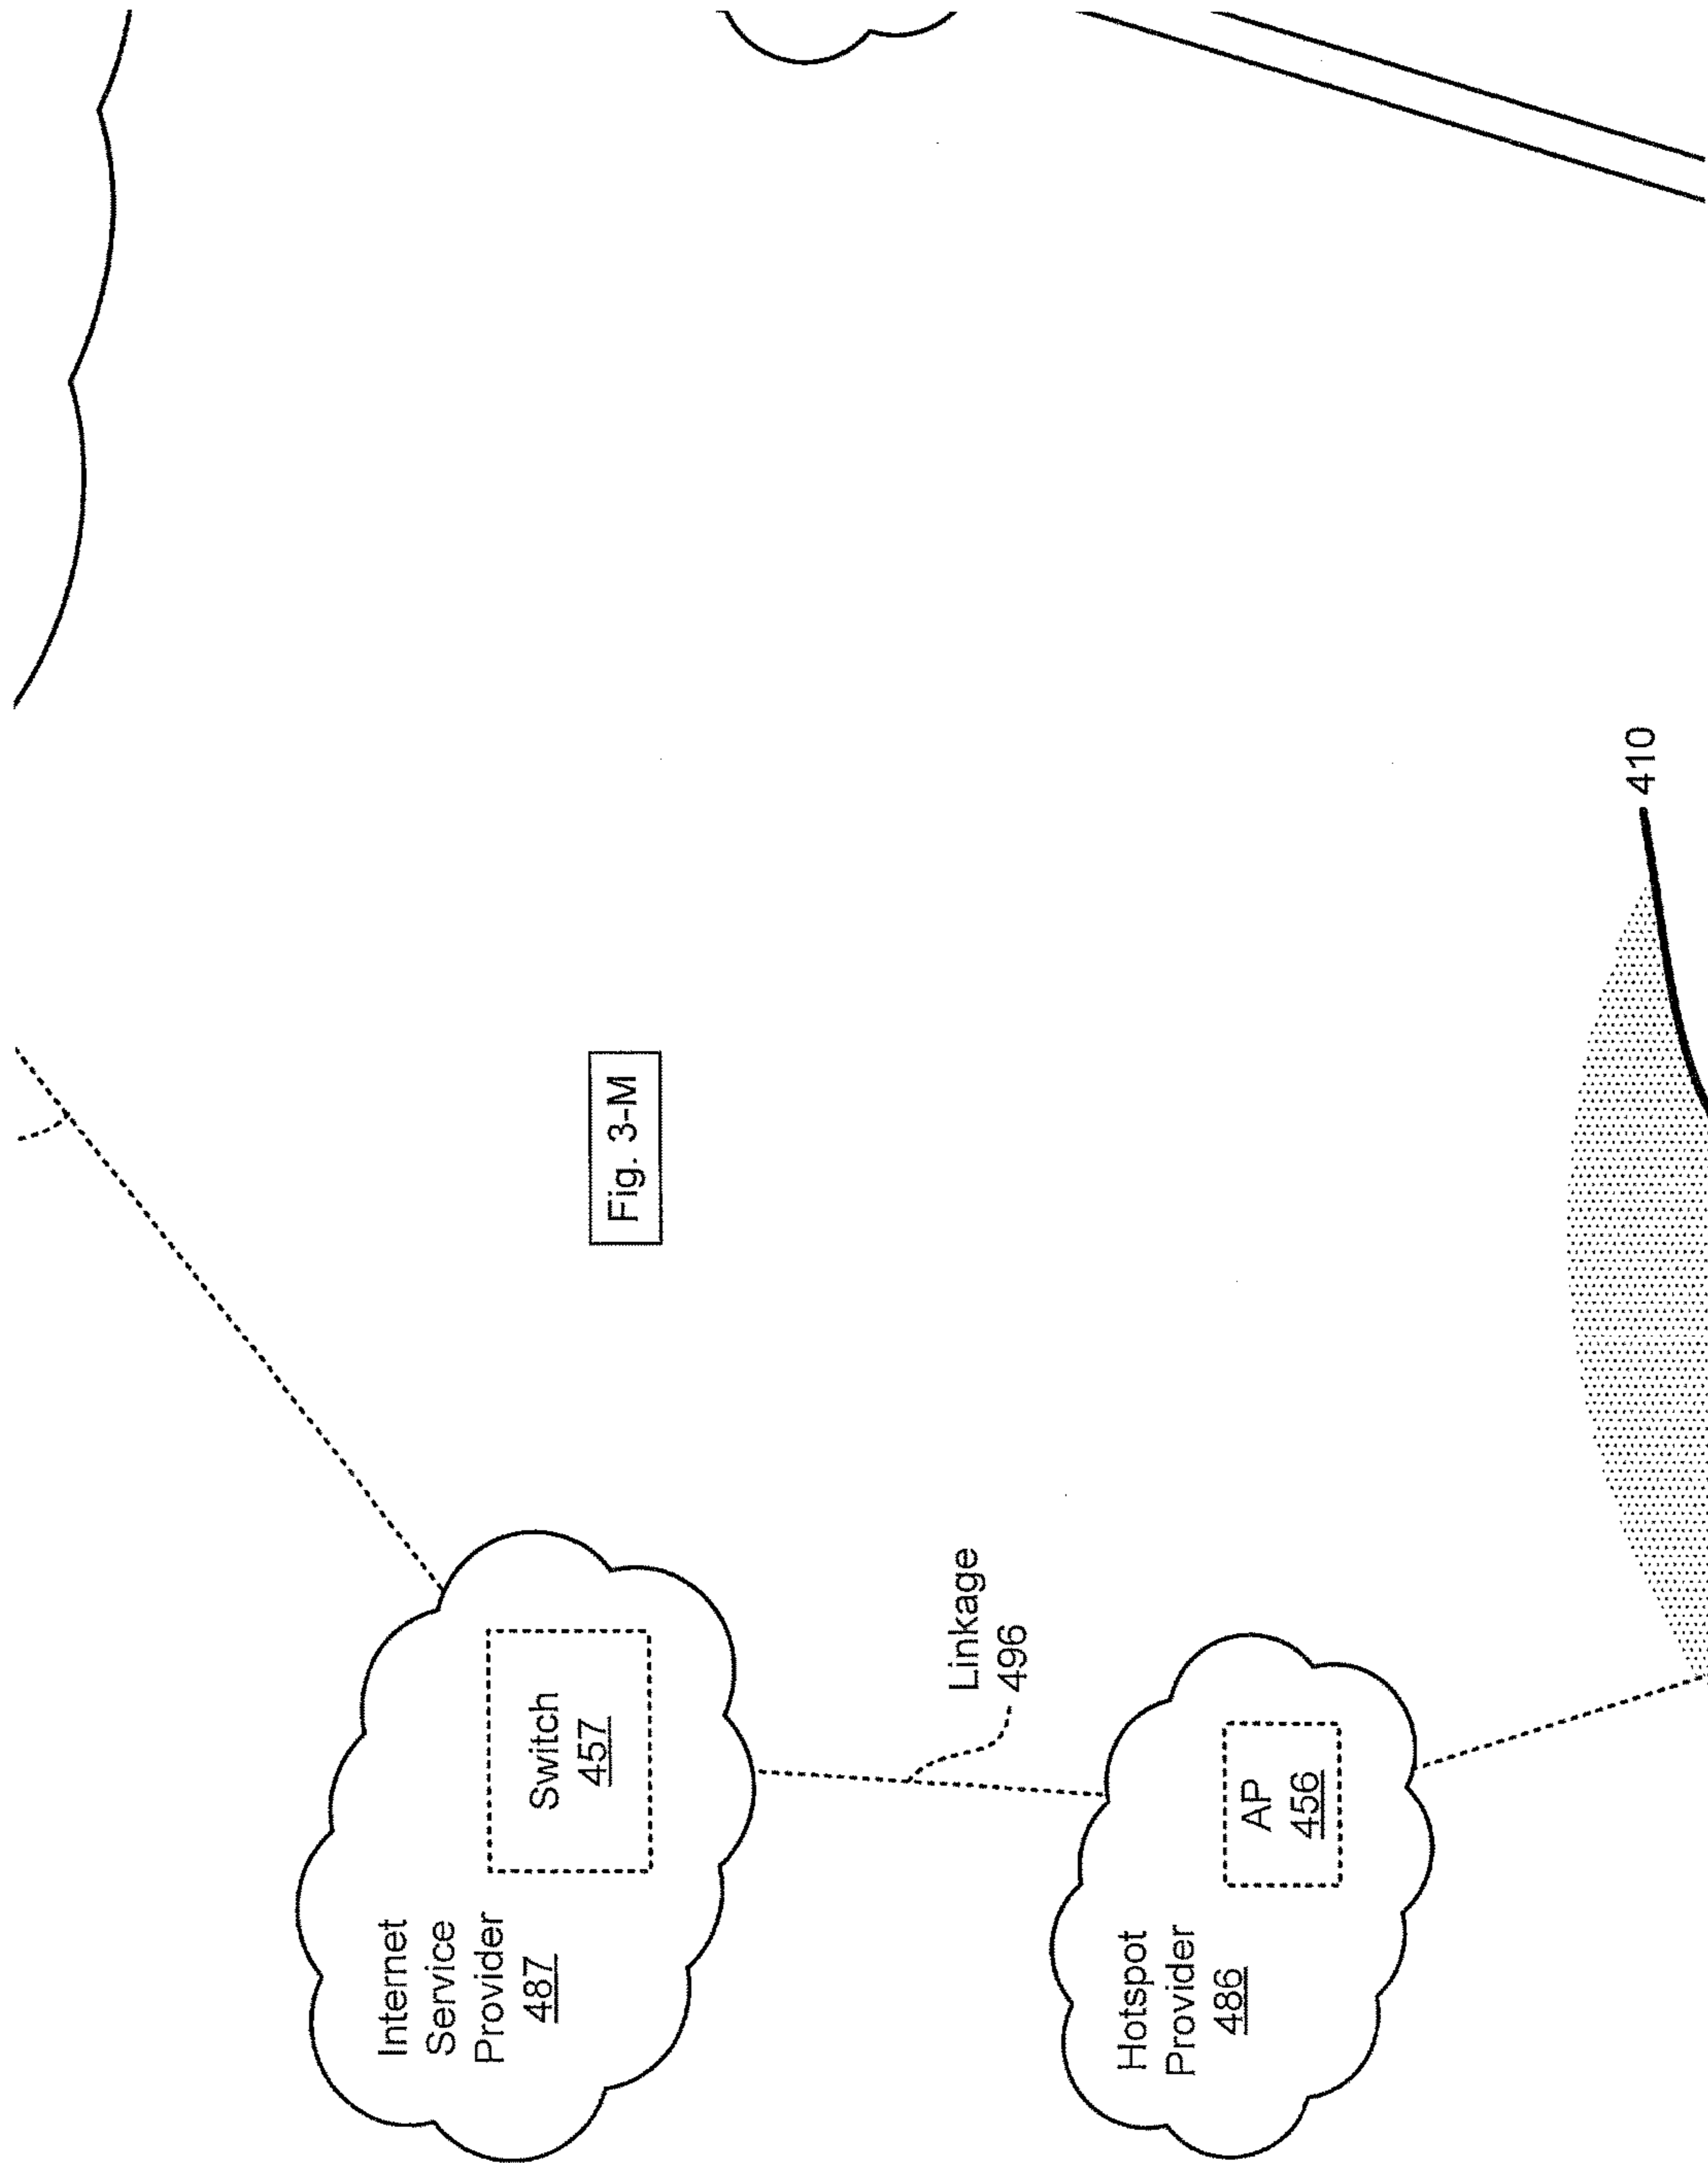 Internet
Service
Provider
487
Switch
457
Fig. 3-M
Linkage
496
Hotspot
Provider
486
AP
456
410